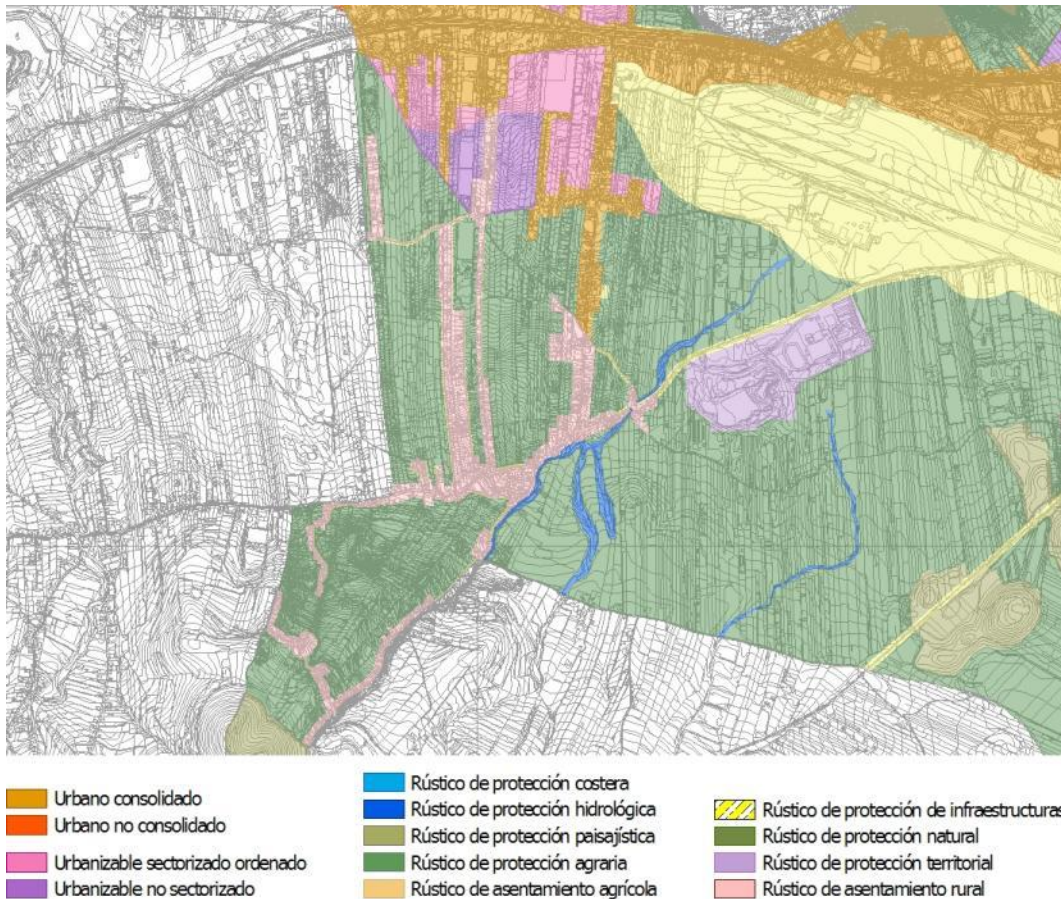 Urbano consolidado
Urbano no consolidado
Urbanizable sectorizado ordenado
Urbanizable no sectorizado
Rústico de protección costera
Rústico de protección hidrológica
Rústico de protección paisajística
Rústico de protección agraria
Rústico de asentamiento agrícola
Rústico de protección de infraestructuras
Rústico de protección natural
Rústico de protección territorial
Rústico de asentamiento rural